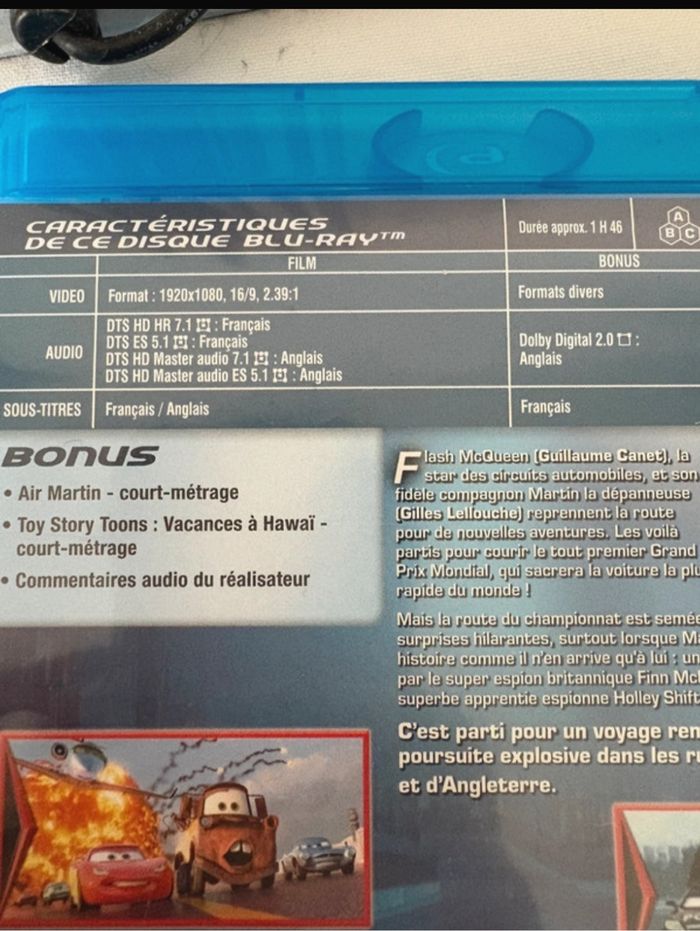 CARACTÉRISTIQUES
DE CE DISQUE BLU-RAY™
Durée approx. 1 H 46
A
B C
FILM
BONUS
VIDEO
Format : 1920x1080, 16/9, 2.39:1
Formats divers
AUDIO
DTS HD HR 7.1 : Français
DTS ES 5.1 : Français
DTS HD Master audio 7.1 : Anglais
DTS HD Master audio ES 5.1 : Anglais
Dolby Digital 2.0 :
Anglais
SOUS-TITRES
Français / Anglais
Français
BONUS
• Air Martin - court-métrage
• Toy Story Toons : Vacances à Hawaï -
court-métrage
• Commentaires audio du réalisateur
Flash McQueen (Guillaume Canet), la
star des circuits automobiles, et son
fidèle compagnon Martin la dépanneuse
(Gilles Lellouche) reprennent la route
pour de nouvelles aventures. Les voilà
partis pour courir le tout premier Grand
Prix Mondial, qui sacrera la voiture la
rapide du monde !
Mais la route du championnat est
surprises hilarantes, surtout lorsque
histoire comme il n'en arrive qu'à lui :
par le super espion britannique Finn
superbe apprentie espionne Holley
C'est parti pour un voyage
poursuite explosive dans les
et d'Angleterre.